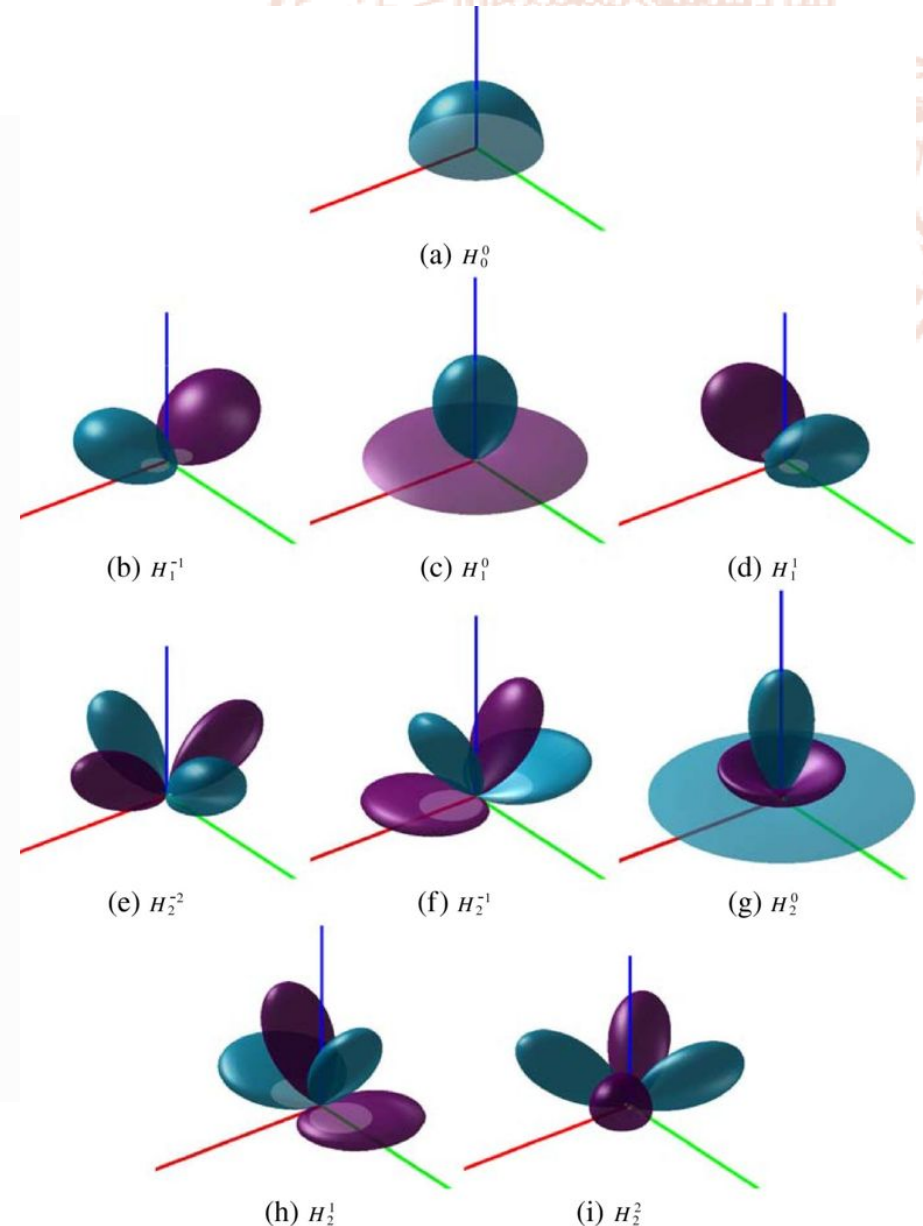 (a) H₀⁰
(b) H₁⁻¹ (c) H₁⁰ (d) H₁¹
(e) H₂⁻² (f) H₂⁻¹ (g) H₂⁰
(h) H₂¹ (i) H₂²